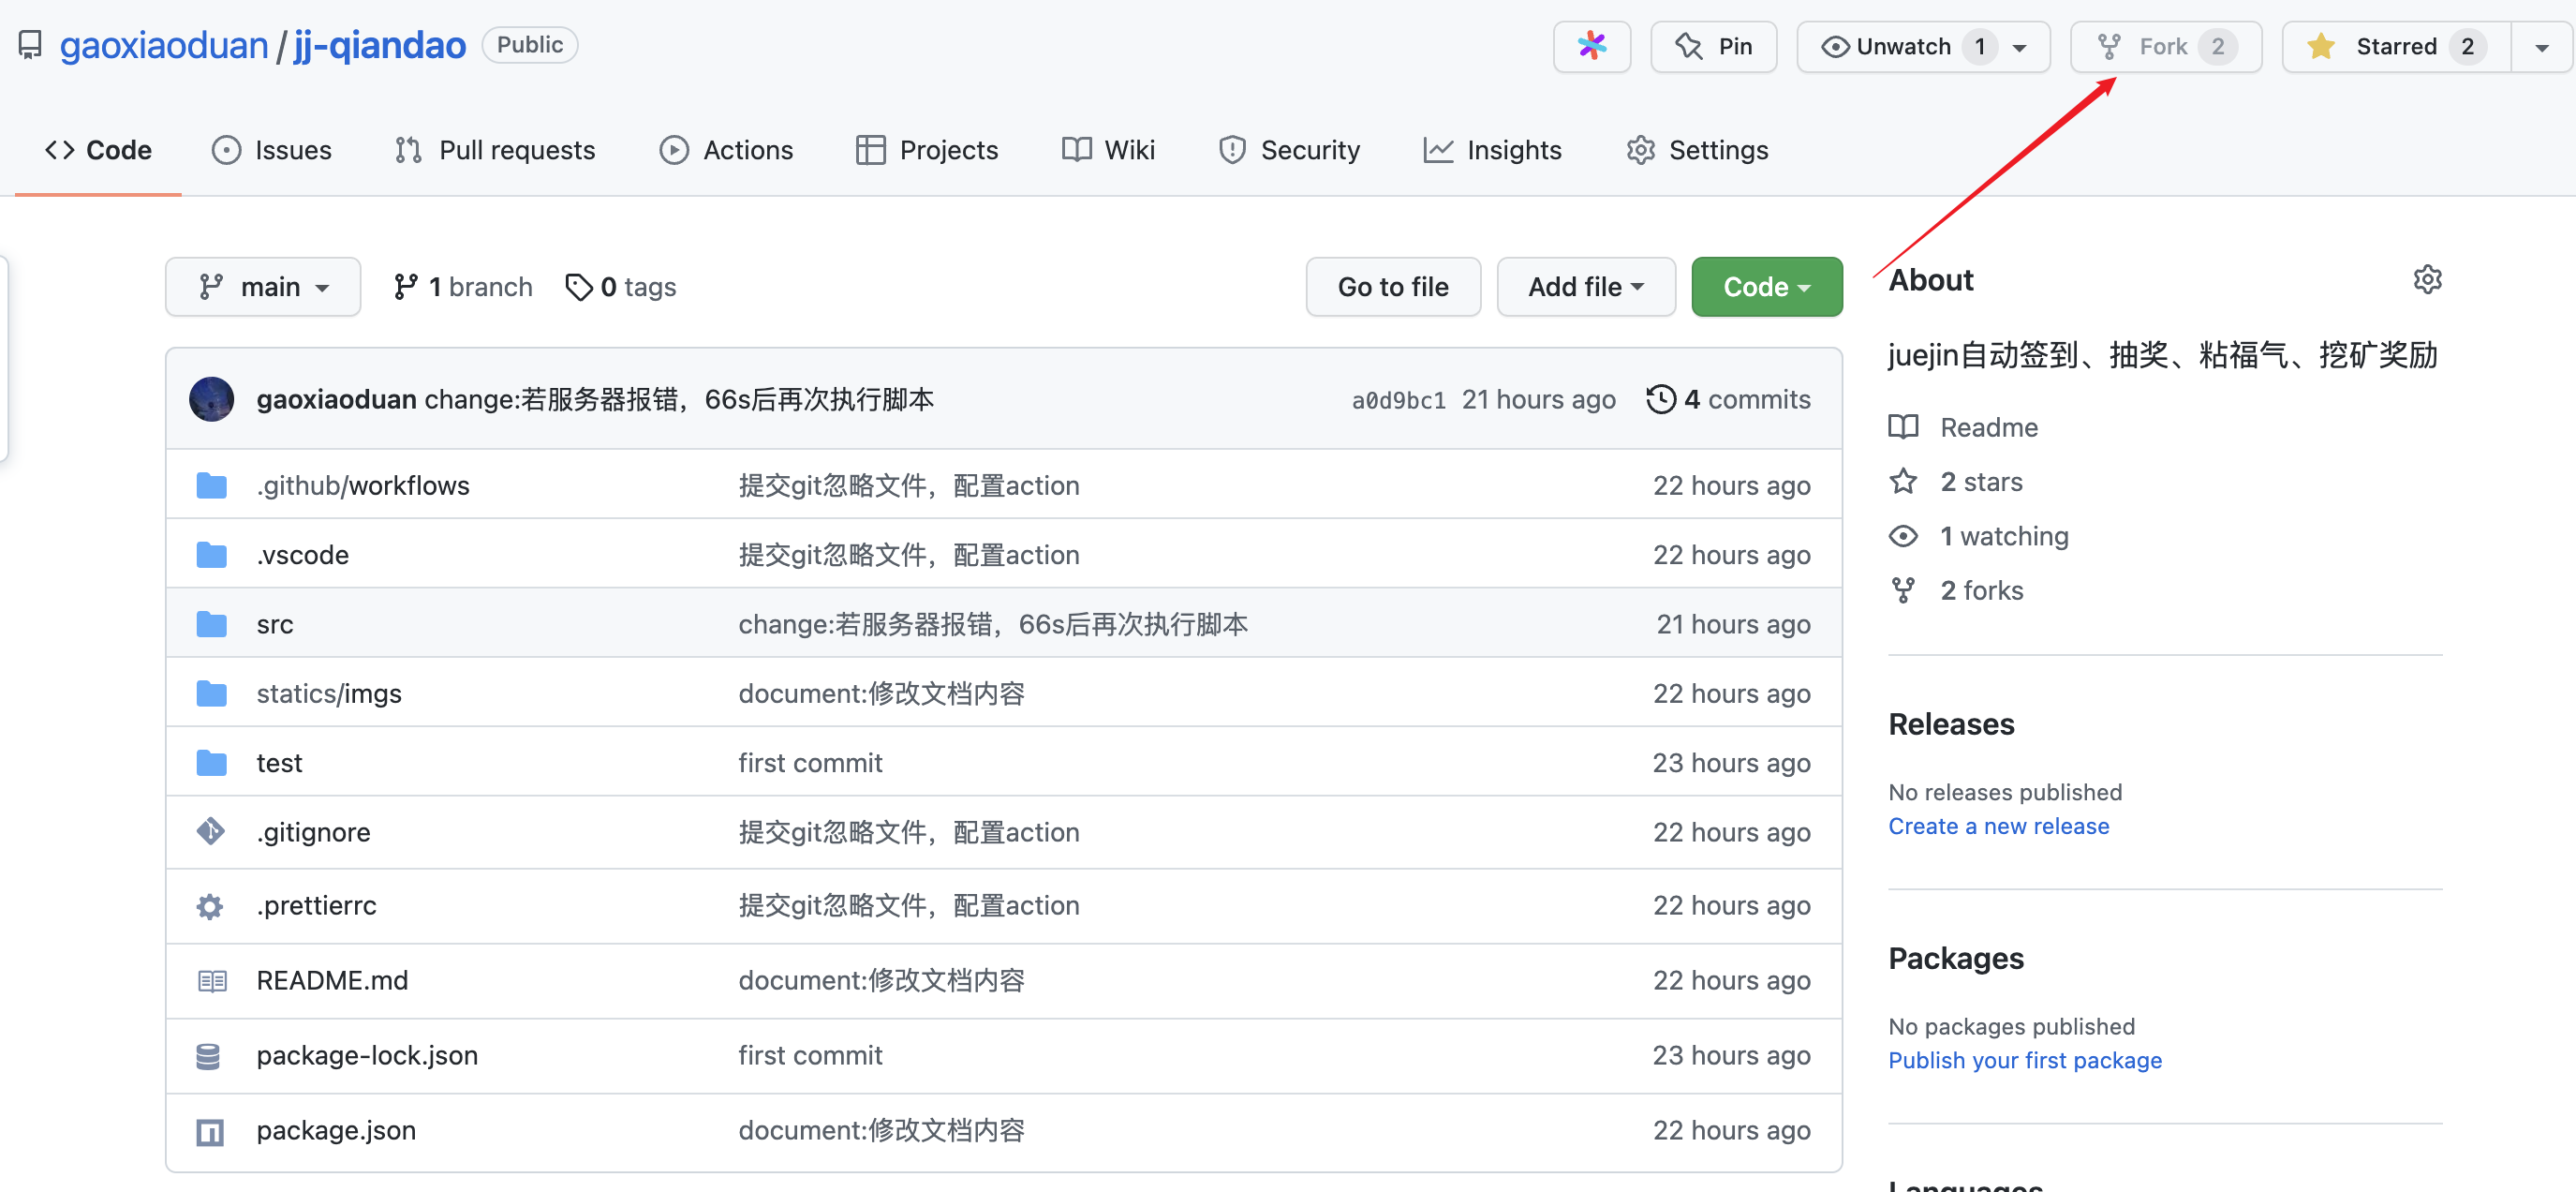 gaoxiaoduan / jj-qiandao Public
Pin
Unwatch 1
Fork 2
Starred 2
Code
Issues
Pull requests
Actions
Projects
Wiki
Security
Insights
Settings
main
1 branch
0 tags
Go to file
Add file
Code
gaoxiaoduan change:若服务器报错，66s后再次执行脚本 a0d9bc1 21 hours ago 4 commits
.github/workflows 提交git忽略文件，配置action 22 hours ago
.vscode 提交git忽略文件，配置action 22 hours ago
src change:若服务器报错，66s后再次执行脚本 21 hours ago
statics/imgs document:修改文档内容 22 hours ago
test first commit 23 hours ago
.gitignore 提交git忽略文件，配置action 22 hours ago
.prettierrc 提交git忽略文件，配置action 22 hours ago
README.md document:修改文档内容 22 hours ago
package-lock.json first commit 23 hours ago
package.json document:修改文档内容 22 hours ago
About
juejin自动签到、抽奖、粘福气、挖矿奖励
Readme
2 stars
1 watching
2 forks
Releases
No releases published
Create a new release
Packages
No packages published
Publish your first package
Languages